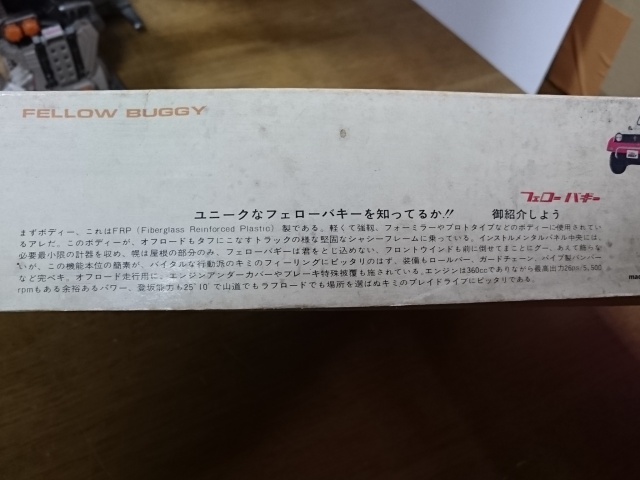 FELLOW BUGGY
フェローバギー
ユニークなフェローバギーを知ってるか!! 御紹介しよう
まずボディー、これはFRP (Fiberglass Reinforced Plastic) 製である。軽くて強靱、フォーミラーやプロトタイプなどのボディーに使用されてい
るアレだ。このボディーが、オフロードもタフにこなすトラックの様な堅固なシャシーフレームに乗っている。インストルメンタルパネル中央には、
必要最小限の計器を収め、幌は屋根の部分のみ、フェローバギーは君をとじ込めない。フロントウインドも前に倒せてまことにグー、あえて飾らな
いが、この機能本位の簡素が、バイタルな行動派のキミのフィーリングにピッタリのはず。装備もロールバー、ガードチェーン、パイプ製バンパー
など完ぺき。オフロード走行用に、エンジンアンダーカバーやブレーキ特殊被覆も施されている。エンジンは360ccでありながら最高出力26ps/5,500
rpmもある余裕あるパワー、登坂能力も25°10′で山道でもラフロードでも場所を選ばぬキミのプレイドライブにピッタリである。